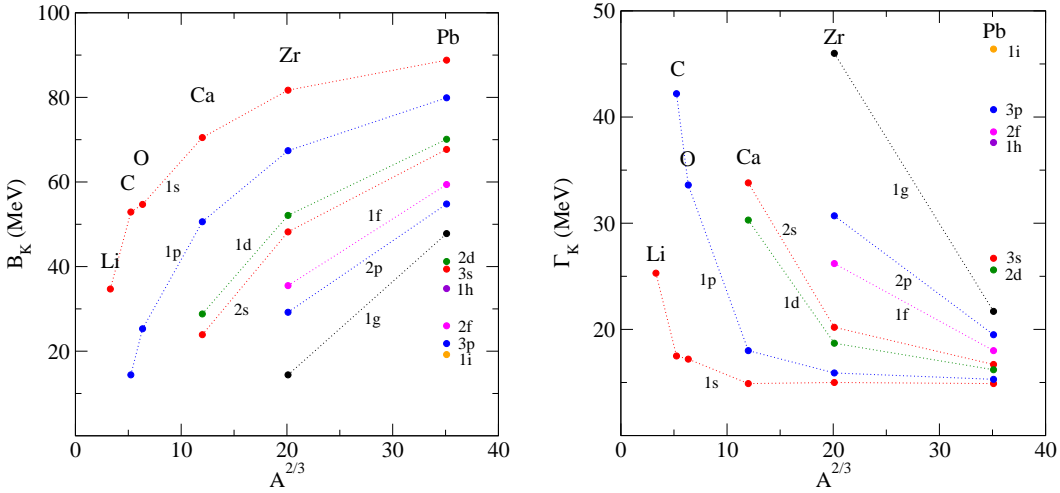 100
80
60
40
20
B_K (MeV)
0
10
20
30
40
A^{2/3}
Li
C
O
Ca
Zr
Pb
1s
1p
1d
2s
1f
2p
1g
2d
3s
1h
2f
3p
1i
50
40
30
20
Γ_K (MeV)
0
10
20
30
40
A^{2/3}
Li
C
O
Ca
Zr
Pb
1s
1p
2s
1d
1g
2p
1f
1i
3p
2f
1h
3s
2d